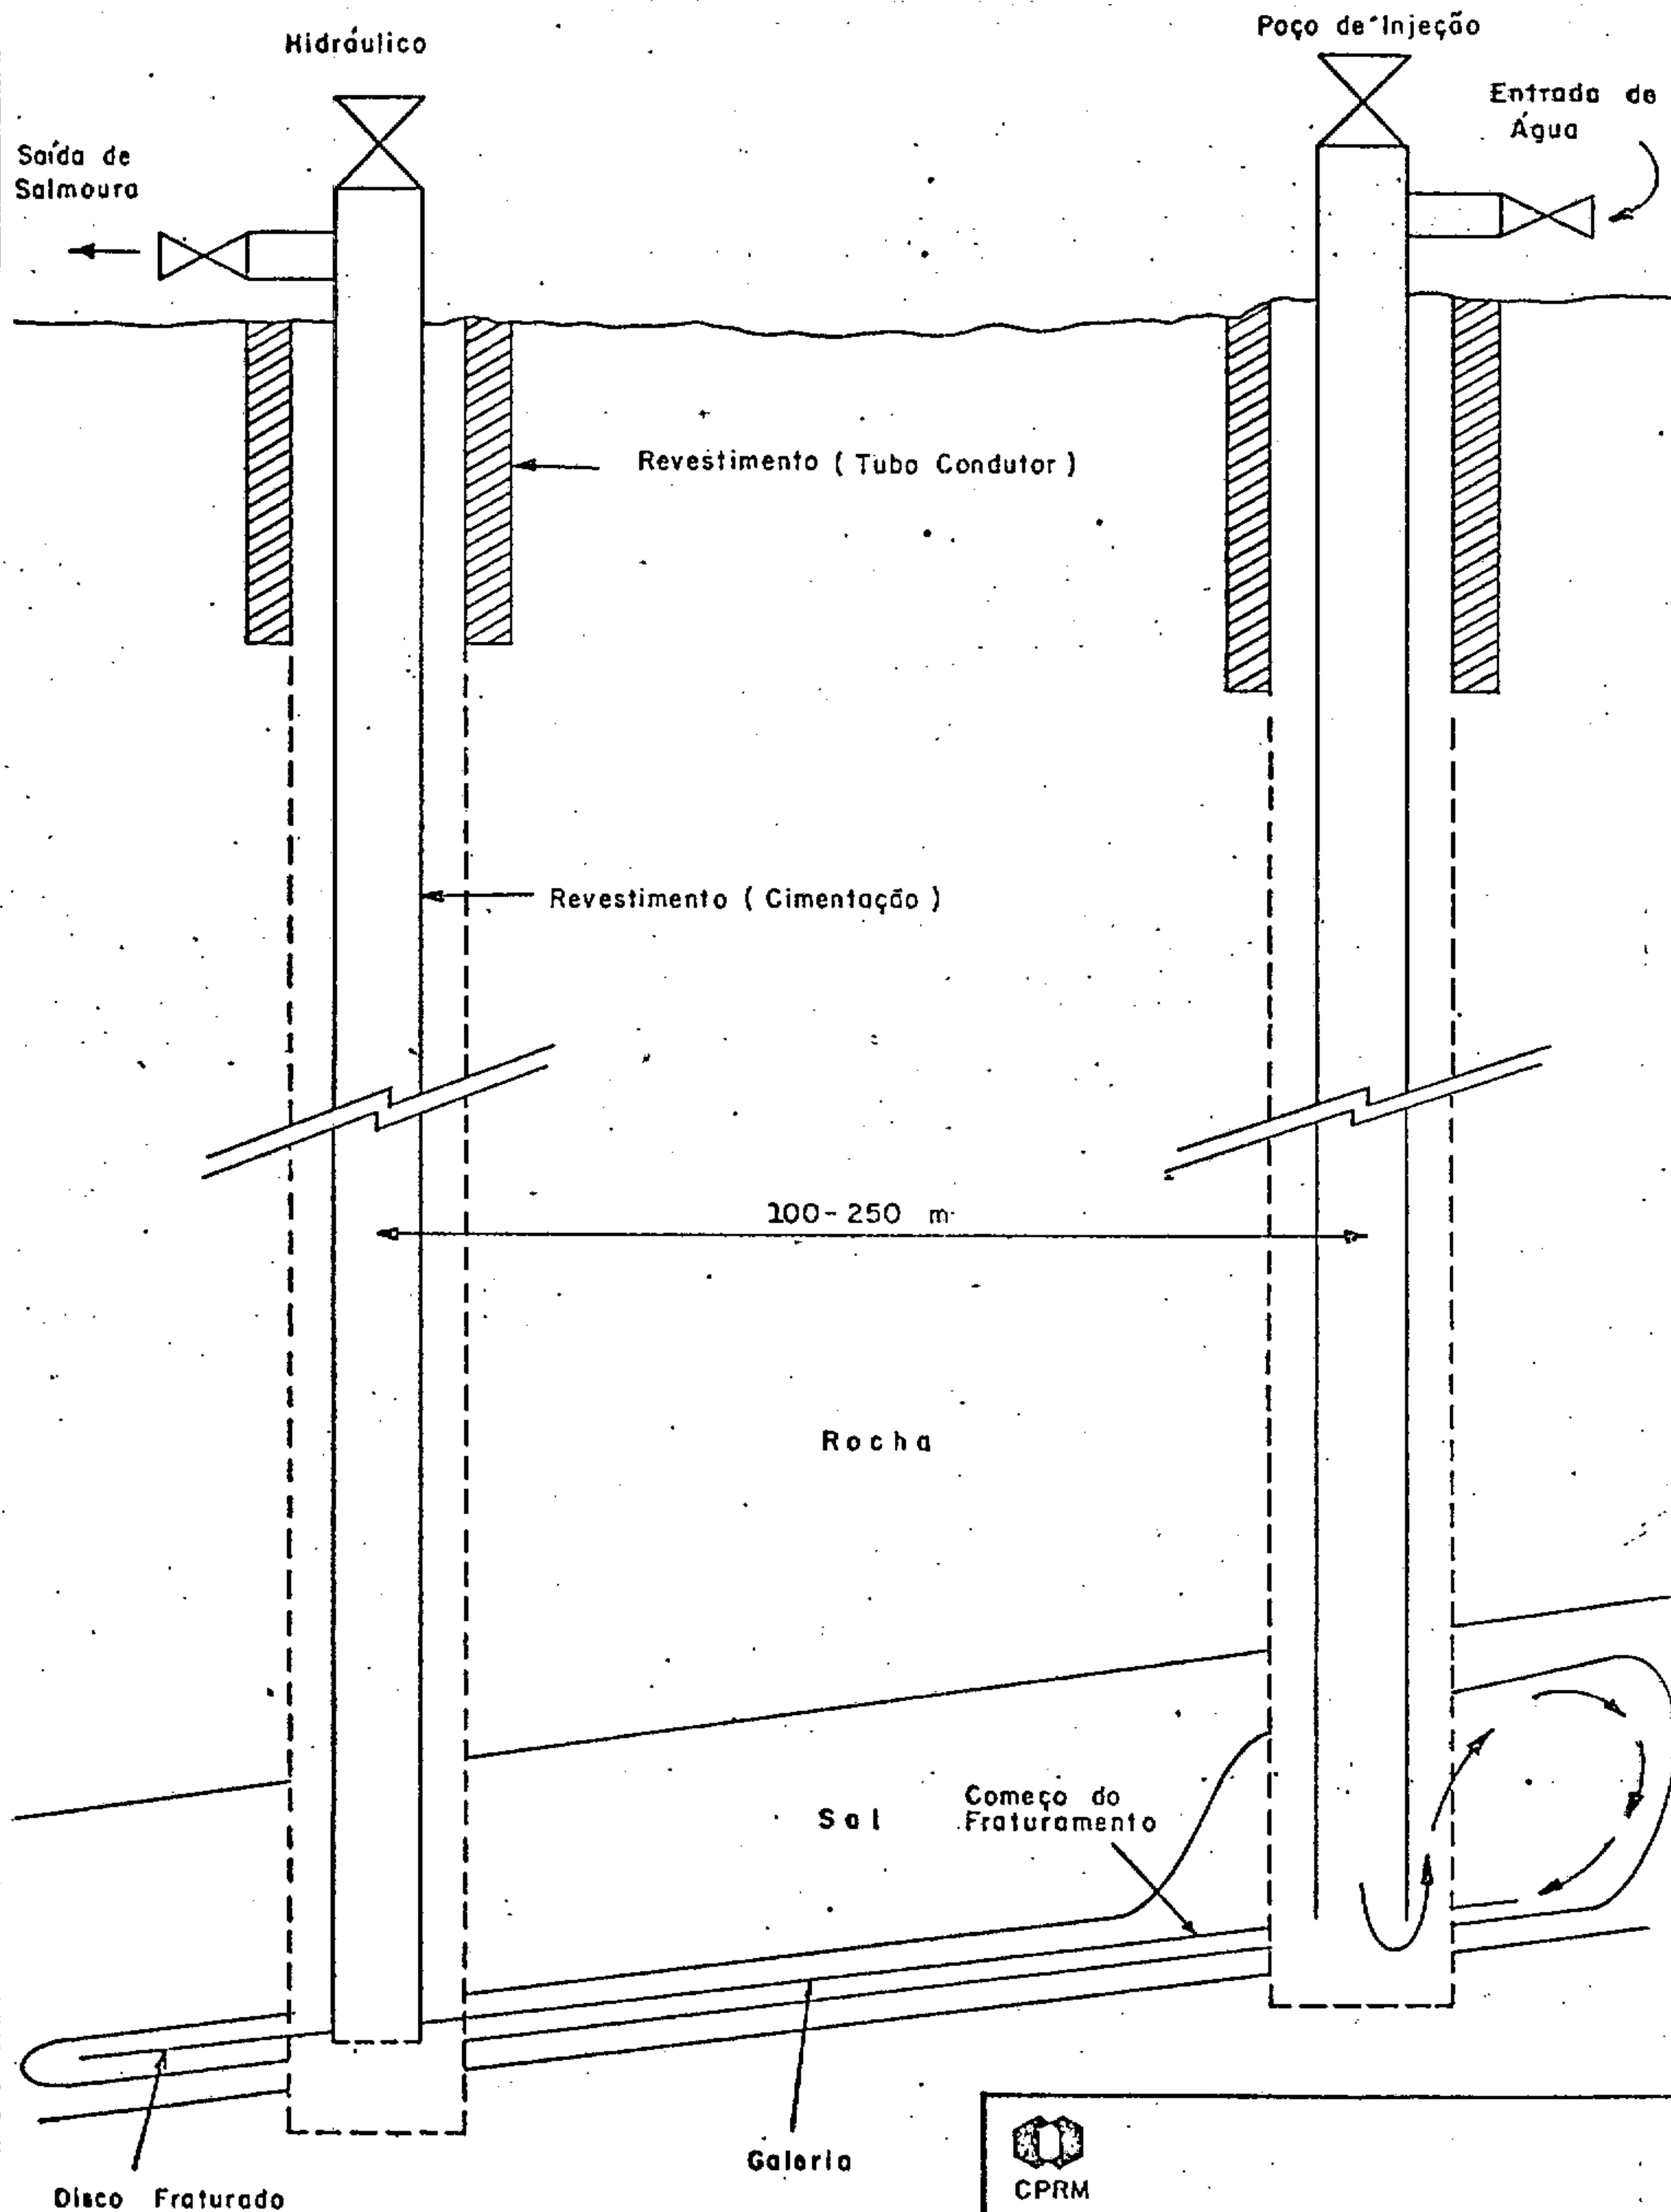 Hidráulico
Poço de Injeção
Entrada de
Água
Saída de
Salmoura
Revestimento ( Tubo Condutor )
Revestimento ( Cimentação )
100-250 m
Rocha
Sal
Começo do
Fraturamento
Galeria
Disco Fraturado
CPRM